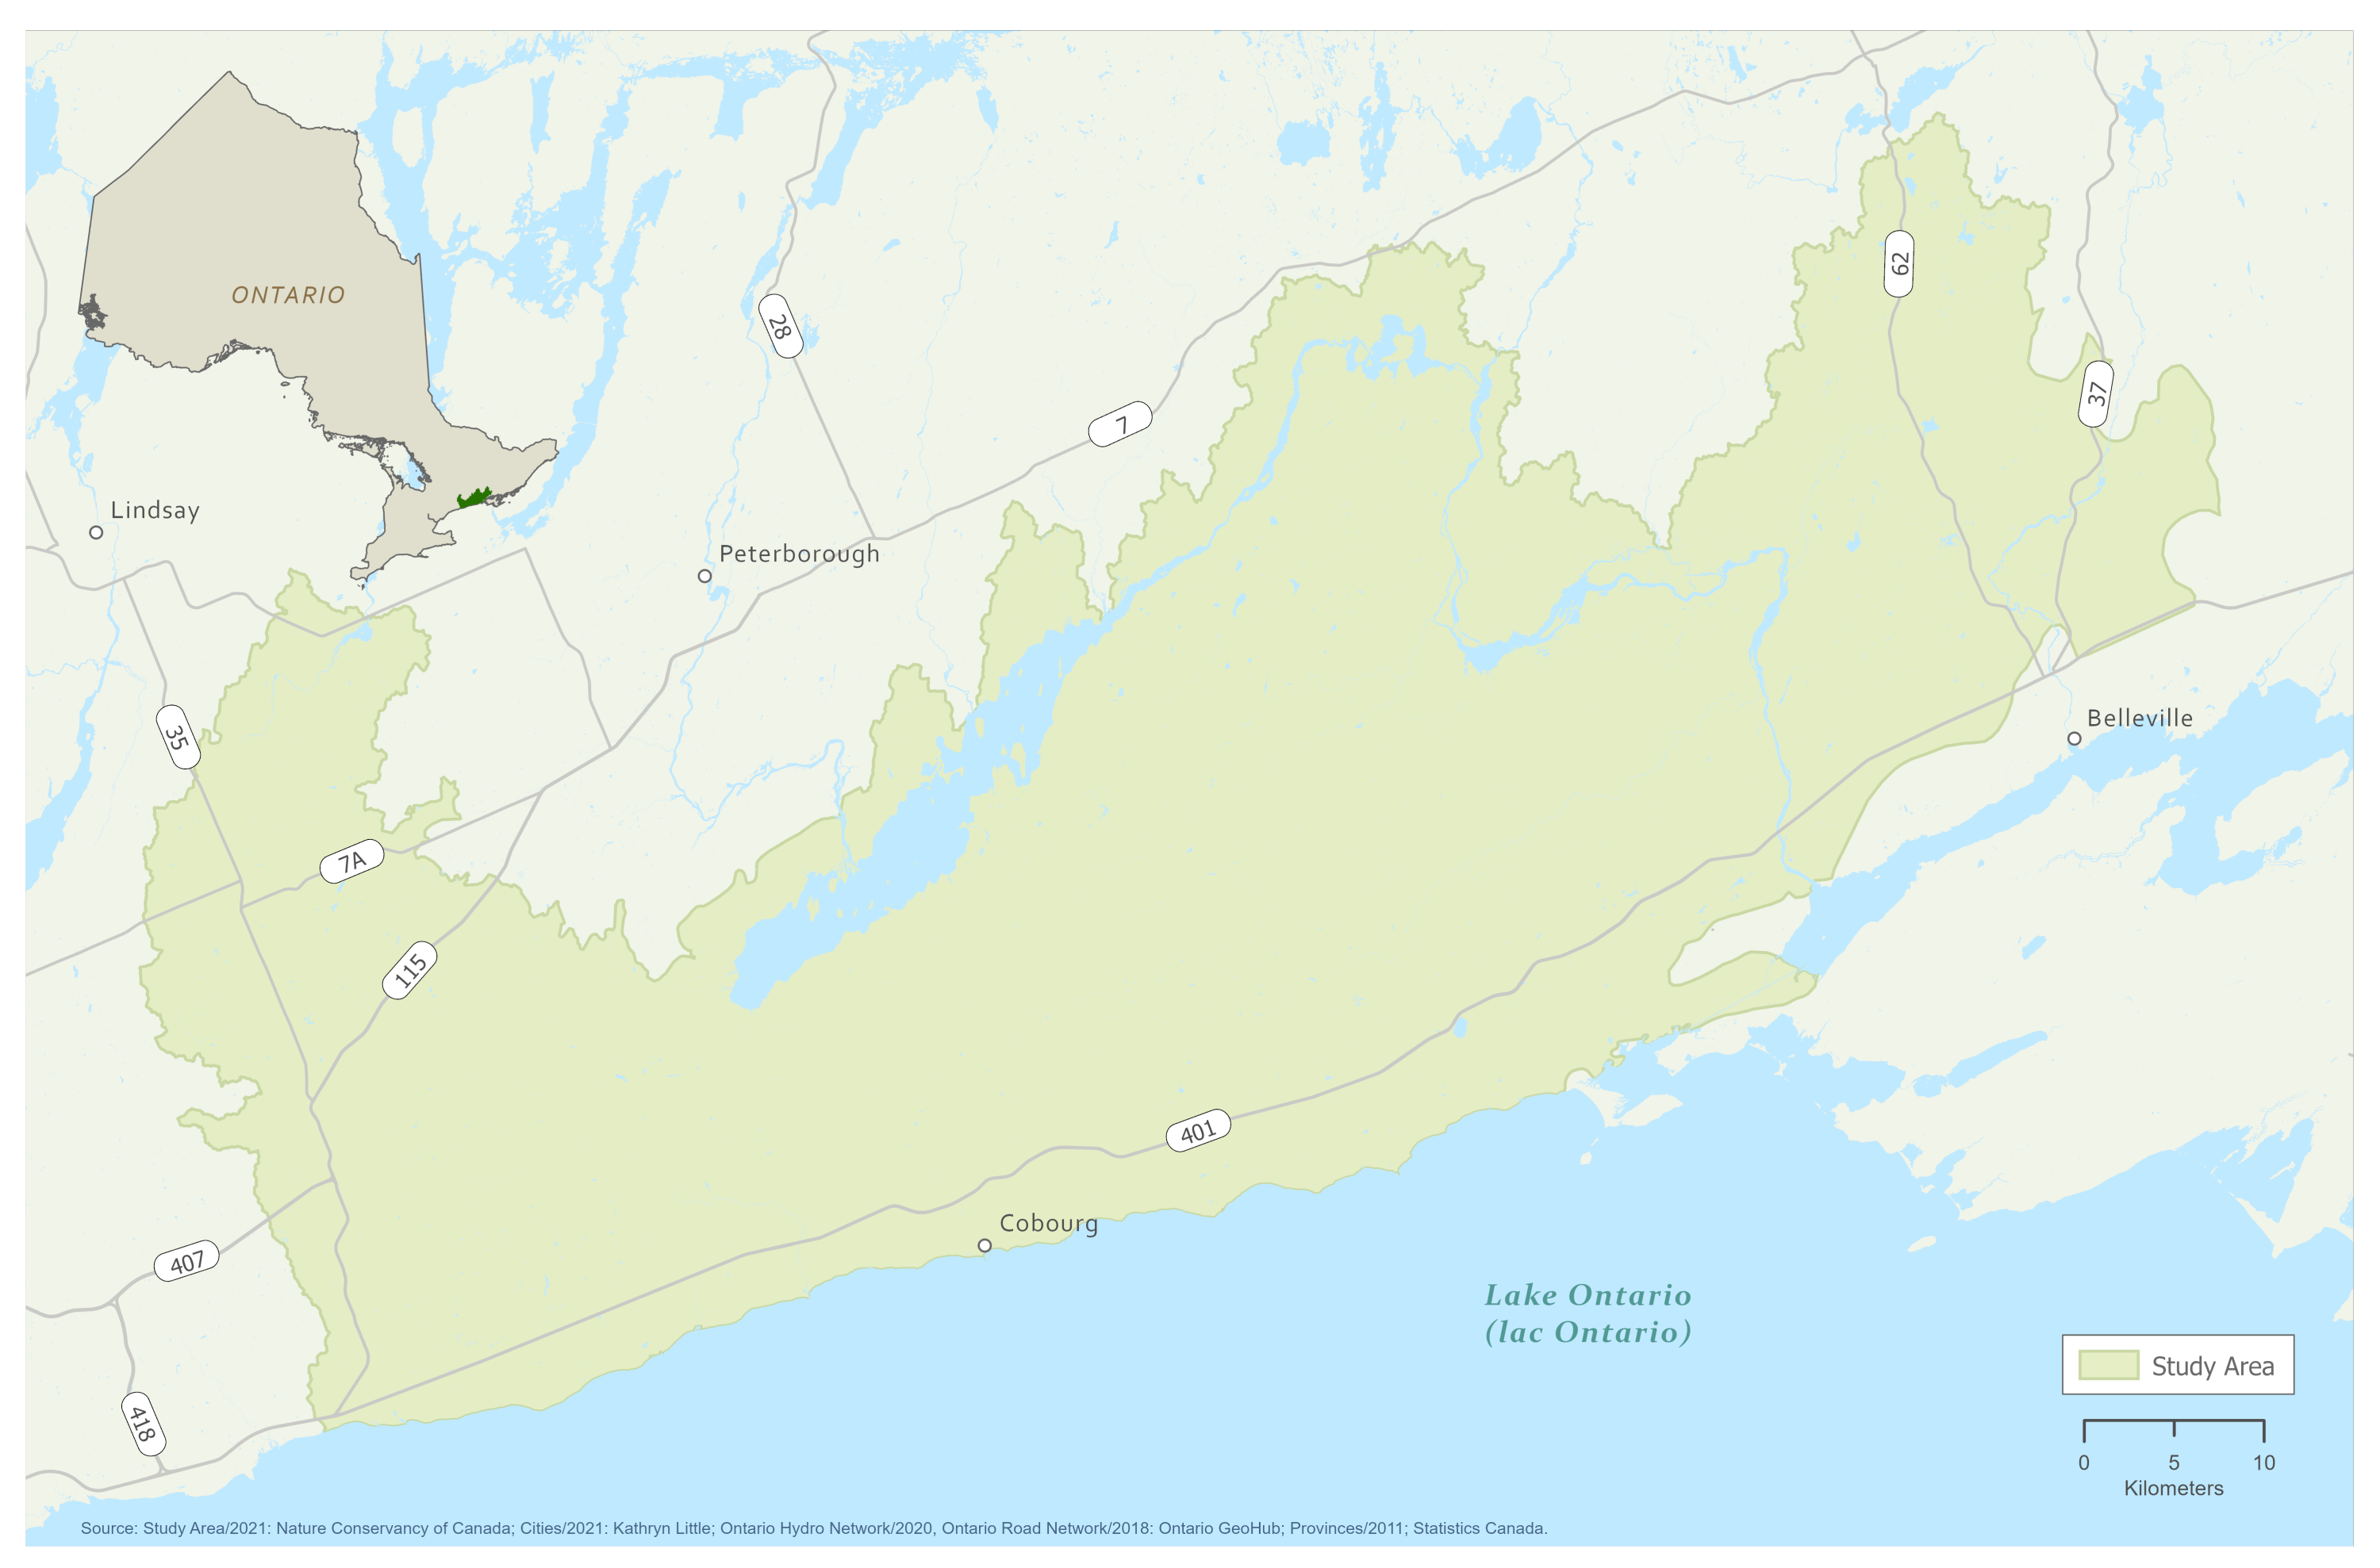 ONTARIO
62
28
37
7
Lindsay
Peterborough
35
Belleville
7A
115
401
Cobourg
407
Lake Ontario
(lac Ontario)
Study Area
418
0 5 10
Kilometers
Source: Study Area/2021: Nature Conservancy of Canada; Cities/2021: Kathryn Little; Ontario Hydro Network/2020, Ontario Road Network/2018: Ontario GeoHub; Provinces/2011; Statistics Canada.